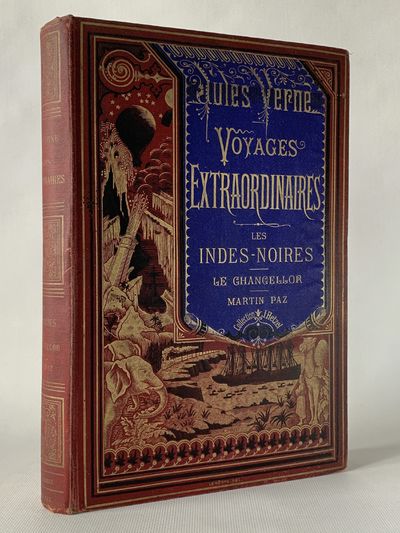 Jules Verne
VOYAGES
EXTRAORDINAIRES
LES
INDES-NOIRES
LE CHANCELLOR
MARTIN PAZ
Collection J. Hetzel